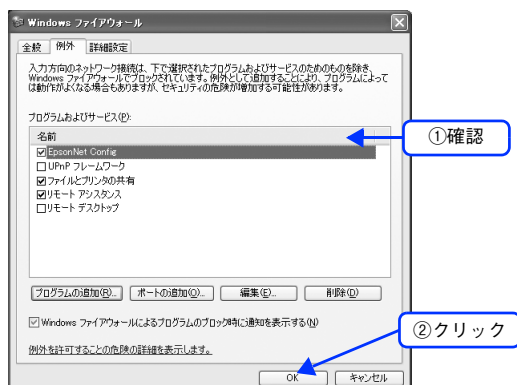 Windows ファイアウォール
全般 例外 詳細設定
入力方向のネットワーク接続は、下で選択されたプログラムおよびサービスのためのものを除き、
Windows ファイアウォールでブロックされています。例外として追加することにより、プログラムによって
は動作がよくなる場合もありますが、セキュリティの危険が増加する可能性があります。
プログラムおよびサービス(P):
名前
①確認
EpsonNet Config
UPnP フレームワーク
ファイルとプリンタの共有
リモート アシスタンス
リモート デスクトップ
プログラムの追加(R)... ポートの追加(O)... 編集(E)... 削除(D)
Windows ファイアウォールによるプログラムのブロック時に通知を表示する(N)
②クリック
例外を許可することの危険の詳細を表示します。
OK キャンセル